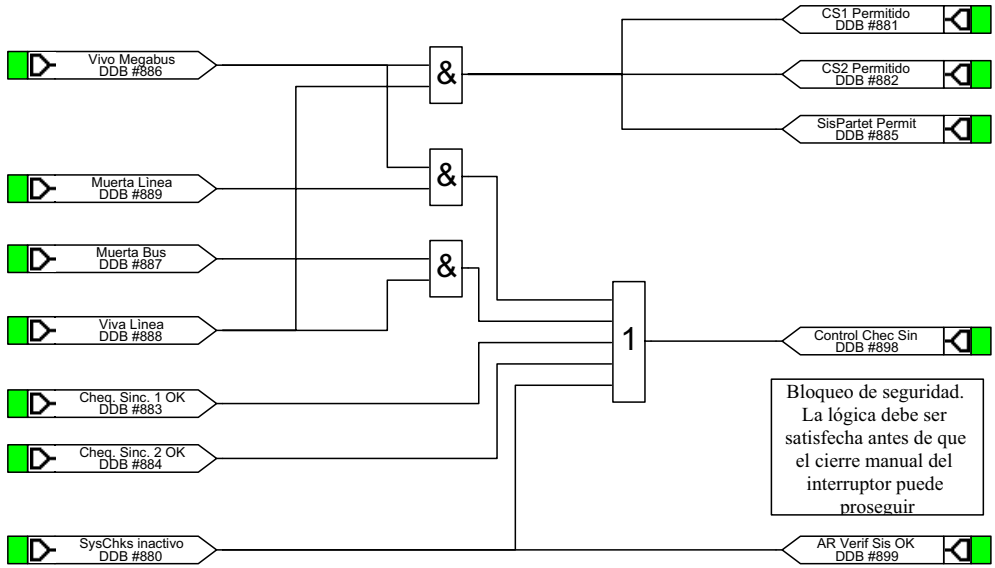 CS1 Permitido
DDB #881
Vivo Megabus
DDB #886
&
CS2 Permitido
DDB #882
SisPartet Permit
DDB #885
Muerta Lìnea
DDB #889
&
Muerta Bus
DDB #887
&
Viva Lìnea
DDB #888
1
Control Chec Sin
DDB #898
Cheq. Sinc. 1 OK
DDB #883
Cheq. Sinc. 2 OK
DDB #884
Bloqueo de seguridad.
La lógica debe ser
satisfecha antes de que
el cierre manual del
interruptor puede
proseguir
SysChks inactivo
DDB #880
AR Verif Sis OK
DDB #899